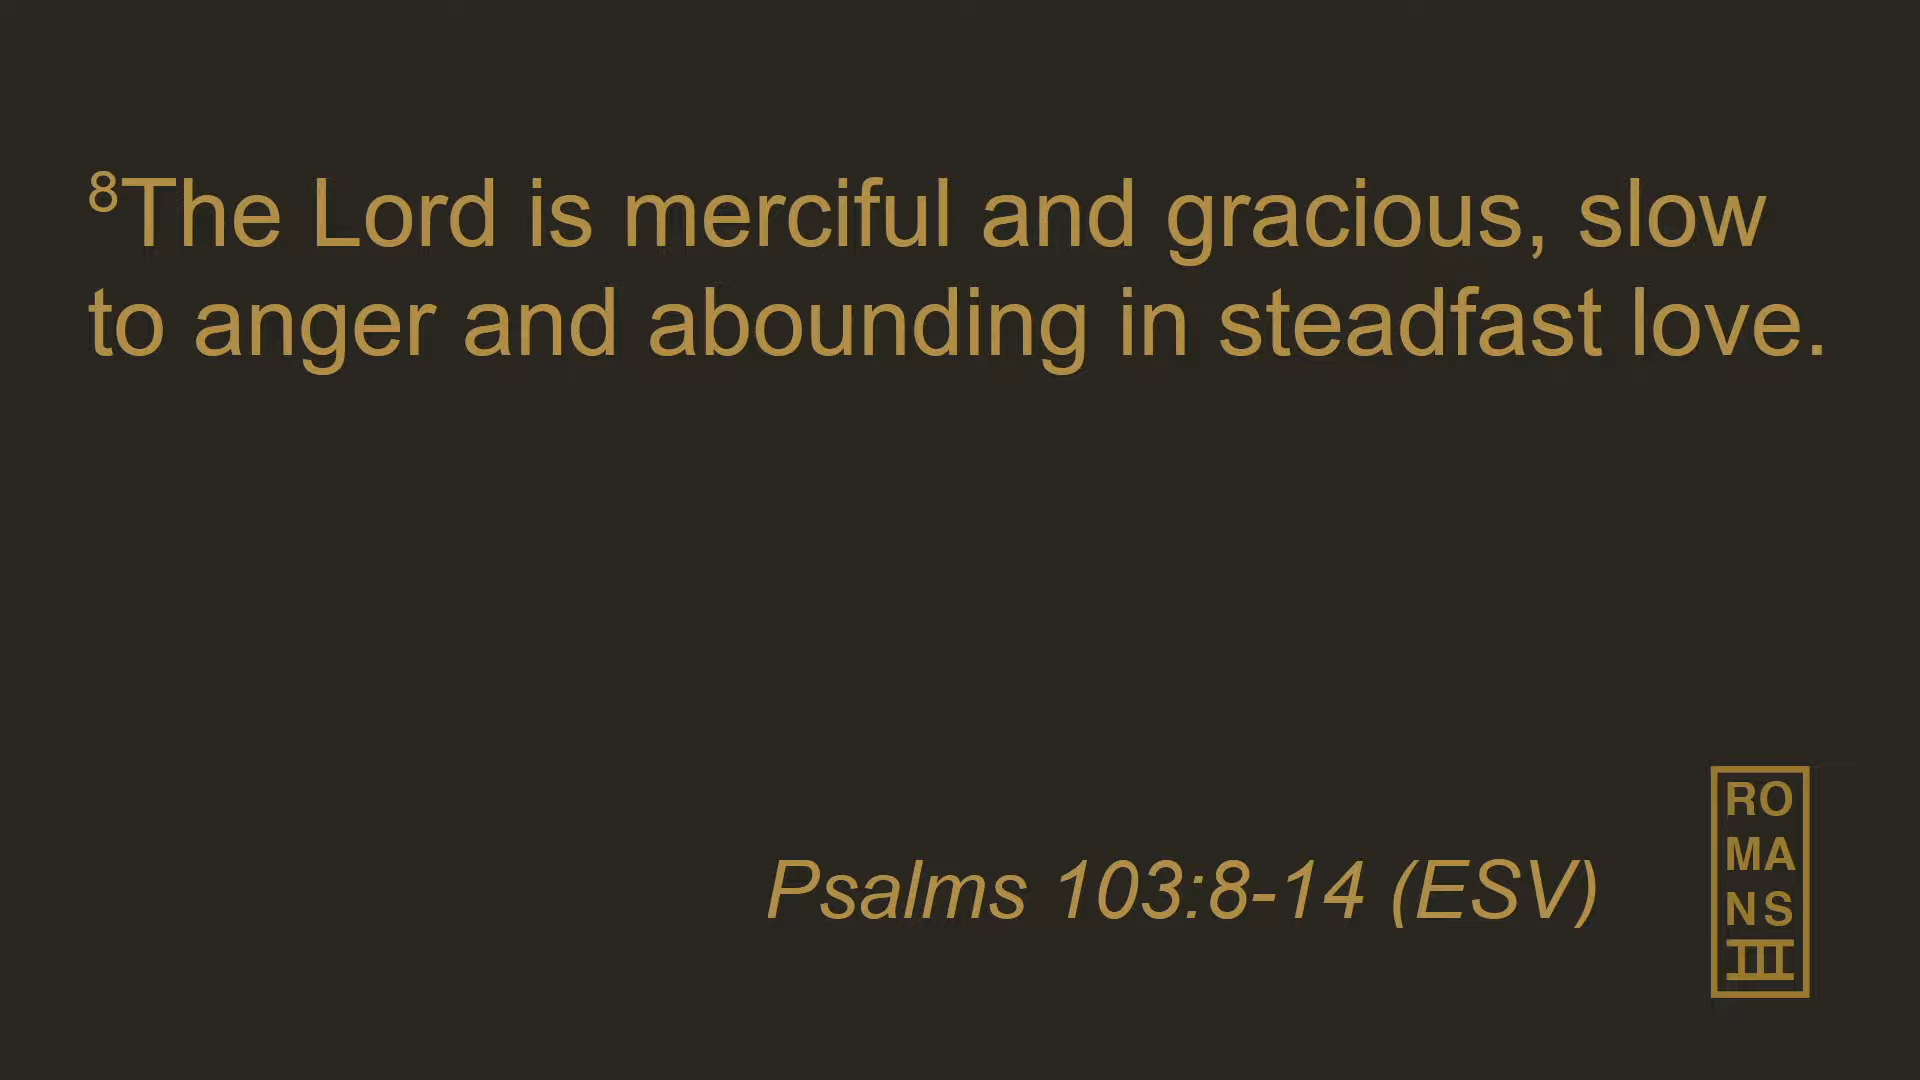 ⁸The Lord is merciful and gracious, slow
to anger and abounding in steadfast love.
Psalms 103:8-14 (ESV)
RO
MA
NS
III